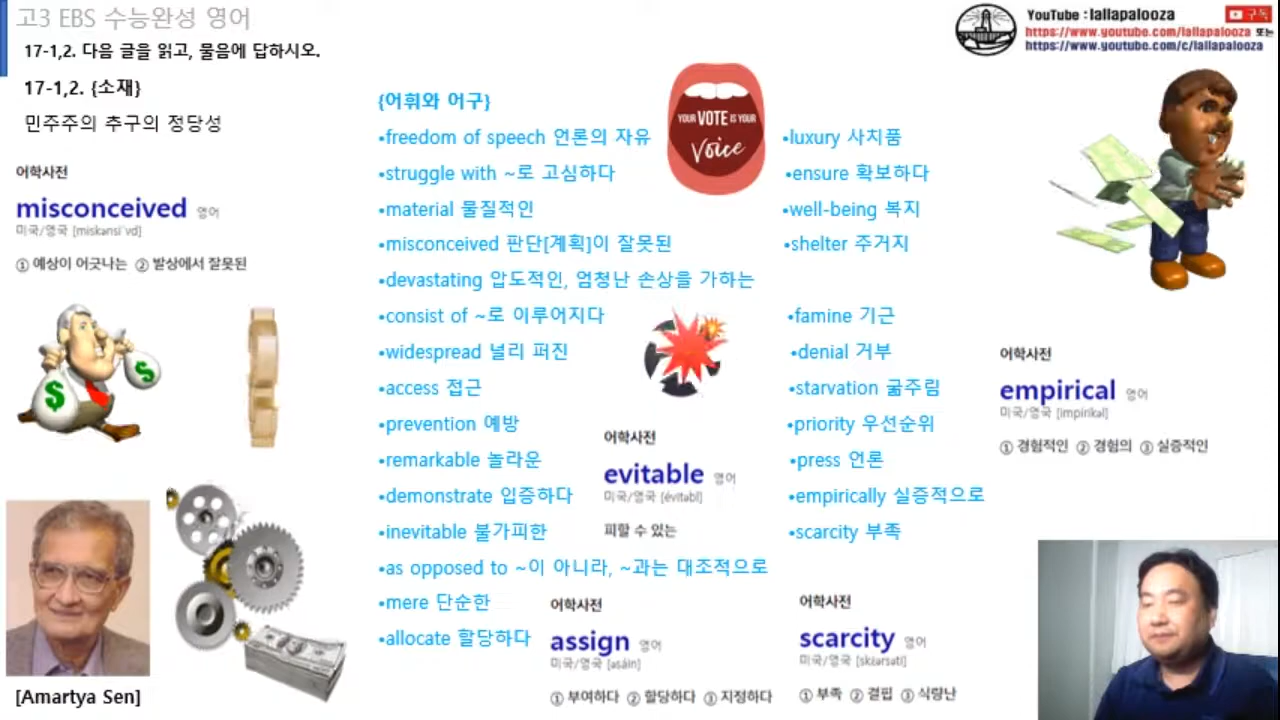 고3 EBS 수능완성 영어
17-1,2. 다음 글을 읽고, 물음에 답하시오.
17-1,2. {소재}
민주주의 추구의 정당성
YouTube : lallapalooza
구독
https://www.youtube.com/lallapalooza 또는
https://www.youtube.com/c/lallapalooza
어학사전
misconceived 영어
미국/영국 [miskənsiˈvd]
① 예상이 어긋나는 ② 발상에서 잘못된
{어휘와 어구}
•freedom of speech 언론의 자유
•struggle with ~로 고심하다
•material 물질적인
•misconceived 판단[계획]이 잘못된
•devastating 압도적인, 엄청난 손상을 가하는
•consist of ~로 이루어지다
•widespread 널리 퍼진
•access 접근
•prevention 예방
•remarkable 놀라운
•demonstrate 입증하다
•inevitable 불가피한
•as opposed to ~이 아니라, ~과는 대조적으로
•mere 단순한
•allocate 할당하다
YOUR VOTE IS YOUR
Voice
•luxury 사치품
•ensure 확보하다
•well-being 복지
•shelter 주거지
•famine 기근
•denial 거부
•starvation 굶주림
•priority 우선순위
•press 언론
•empirically 실증적으로
•scarcity 부족
어학사전
evitable 영어
미국/영국 [évitəbl]
피할 수 있는
어학사전
empirical 영어
미국/영국 [impirikəl]
① 경험적인 ② 경험의 ③ 실증적인
어학사전
assign 영어
미국/영국 [əsáin]
① 부여하다 ② 할당하다 ③ 지정하다
어학사전
scarcity 영어
미국/영국 [skɛərsəti]
① 부족 ② 결핍 ③ 식량난
$
$
[Amartya Sen]